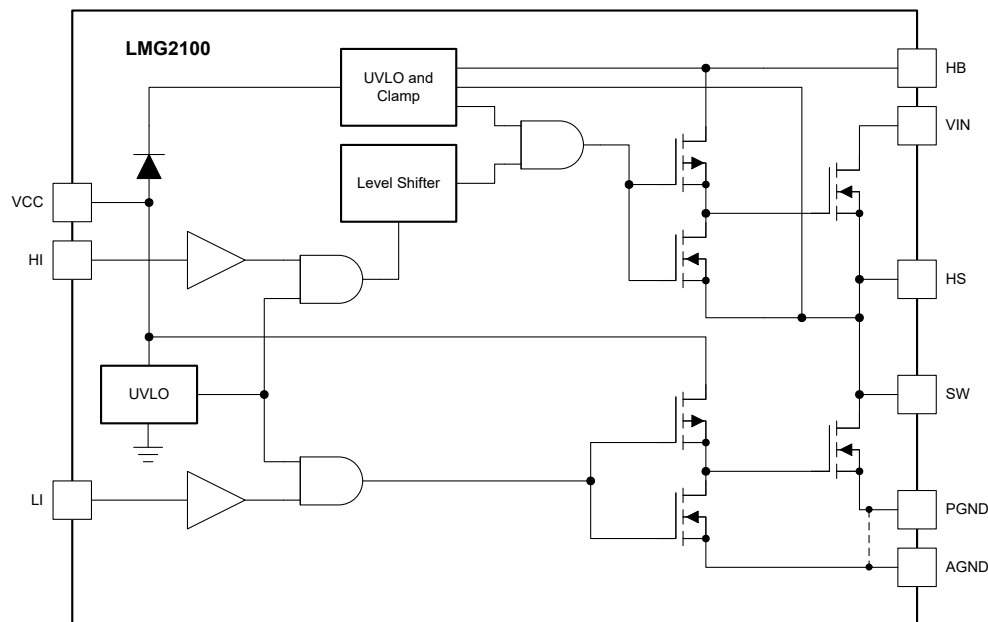 LMG2100
UVLO and
Clamp
HB
VIN
Level Shifter
VCC
HI
HS
UVLO
SW
LI
PGND
AGND